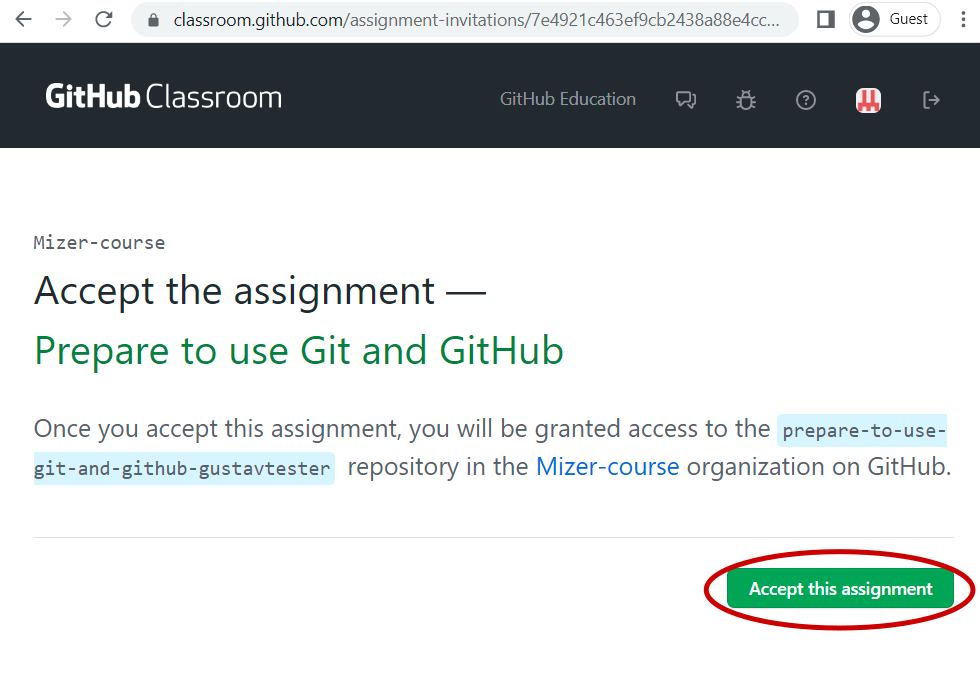 classroom.github.com/assignment-invitations/7e4921c463ef9cb2438a88e4cc...
Guest
GitHub Classroom
GitHub Education
Mizer-course
Accept the assignment —
Prepare to use Git and GitHub
Once you accept this assignment, you will be granted access to the prepare-to-use-
git-and-github-gustavtester repository in the Mizer-course organization on GitHub.
Accept this assignment